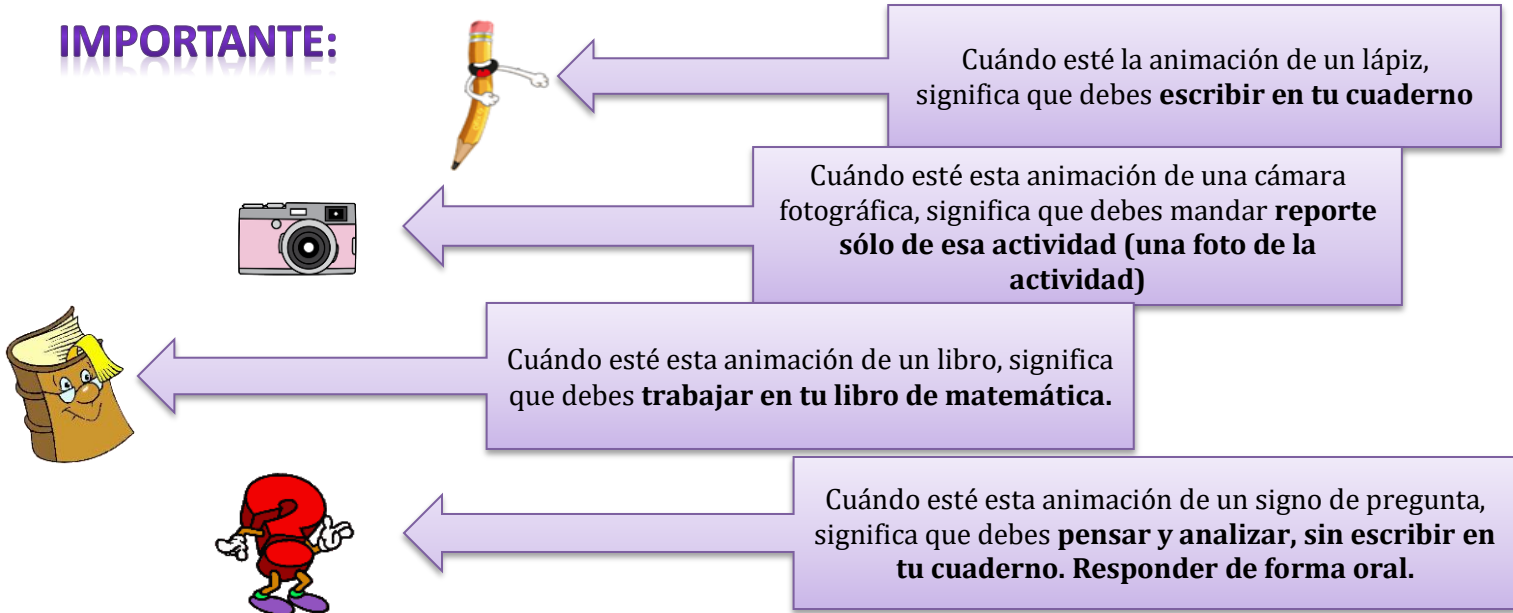 IMPORTANTE:
Cuándo esté la animación de un lápiz,
significa que debes escribir en tu cuaderno
Cuándo esté esta animación de una cámara
fotográfica, significa que debes mandar reporte
sólo de esa actividad (una foto de la
actividad)
Cuándo esté esta animación de un libro, significa
que debes trabajar en tu libro de matemática.
Cuándo esté esta animación de un signo de pregunta,
significa que debes pensar y analizar, sin escribir en
tu cuaderno. Responder de forma oral.